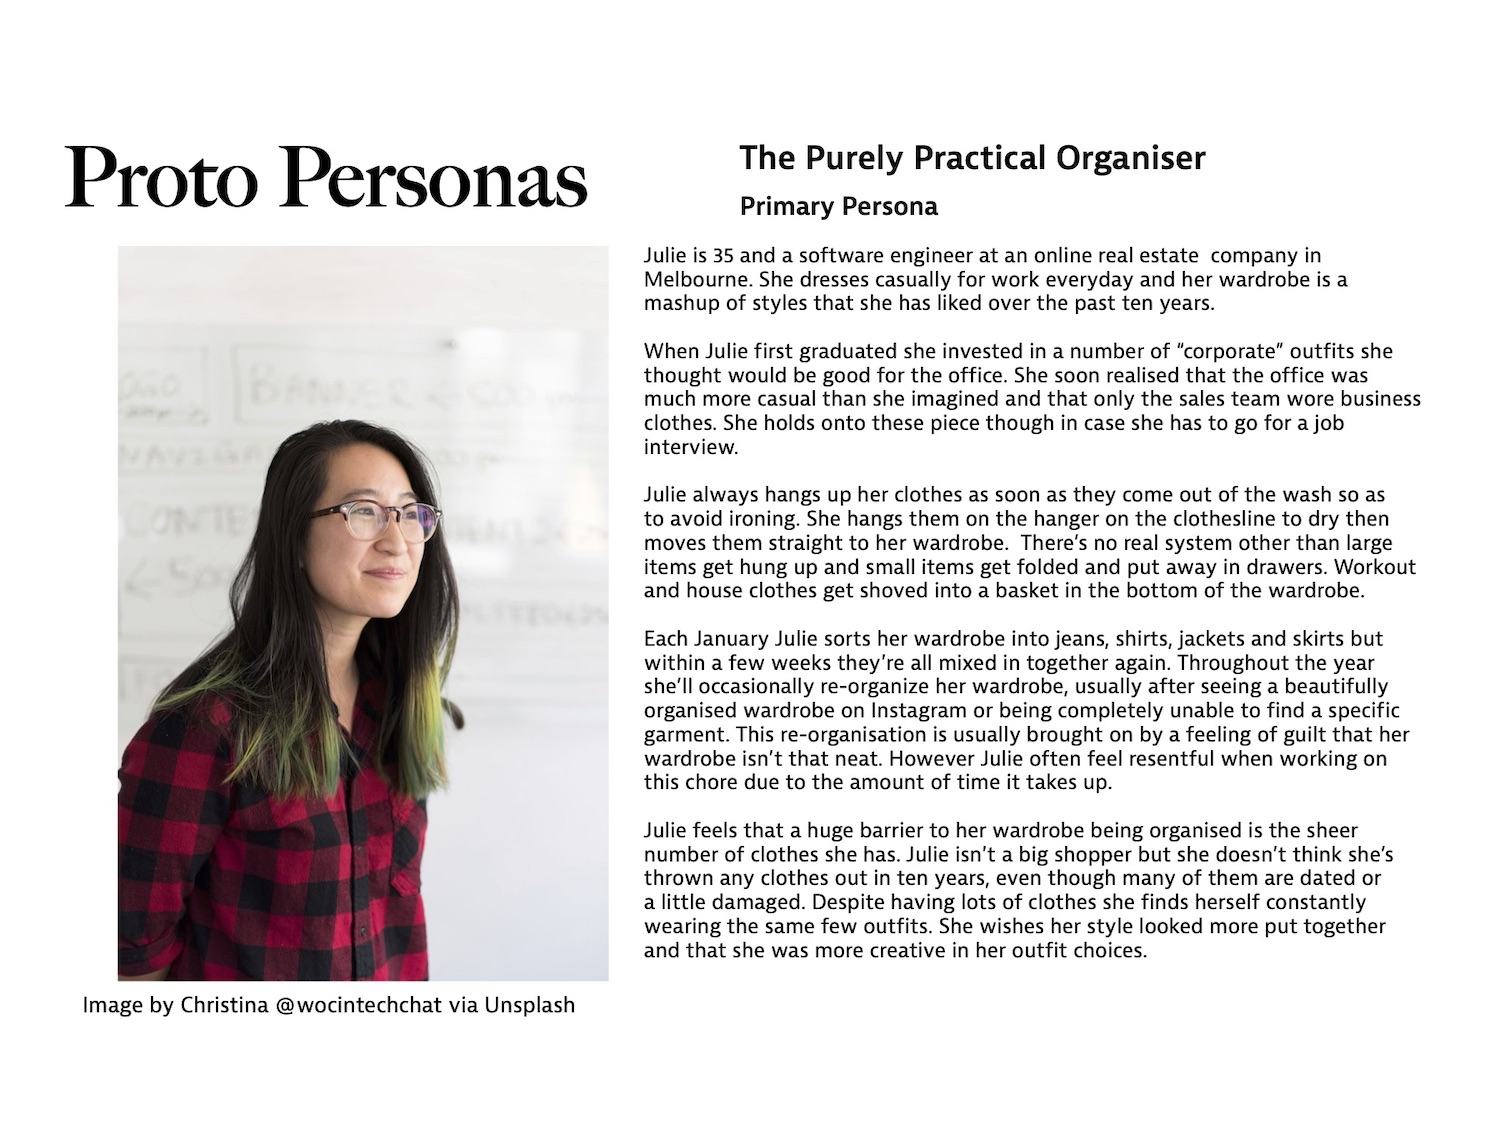 Proto Personas
The Purely Practical Organiser
Primary Persona
Julie is 35 and a software engineer at an online real estate  company in
Melbourne. She dresses casually for work everyday and her wardrobe is a
mashup of styles that she has liked over the past ten years.
When Julie first graduated she invested in a number of “corporate” outfits she
thought would be good for the office. She soon realised that the office was
much more casual than she imagined and that only the sales team wore business
clothes. She holds onto these piece though in case she has to go for a job
interview.
Julie always hangs up her clothes as soon as they come out of the wash so as
to avoid ironing. She hangs them on the hanger on the clothesline to dry then
moves them straight to her wardrobe.  There’s no real system other than large
items get hung up and small items get folded and put away in drawers. Workout
and house clothes get shoved into a basket in the bottom of the wardrobe.
Each January Julie sorts her wardrobe into jeans, shirts, jackets and skirts but
within a few weeks they’re all mixed in together again. Throughout the year
she’ll occasionally re-organize her wardrobe, usually after seeing a beautifully
organised wardrobe on Instagram or being completely unable to find a specific
garment. This re-organisation is usually brought on by a feeling of guilt that her
wardrobe isn’t that neat. However Julie often feel resentful when working on
this chore due to the amount of time it takes up.
Julie feels that a huge barrier to her wardrobe being organised is the sheer
number of clothes she has. Julie isn’t a big shopper but she doesn’t think she’s
thrown any clothes out in ten years, even though many of them are dated or
a little damaged. Despite having lots of clothes she finds herself constantly
wearing the same few outfits. She wishes her style looked more put together
and that she was more creative in her outfit choices.
BANNER
Image by Christina @wocintechchat via Unsplash